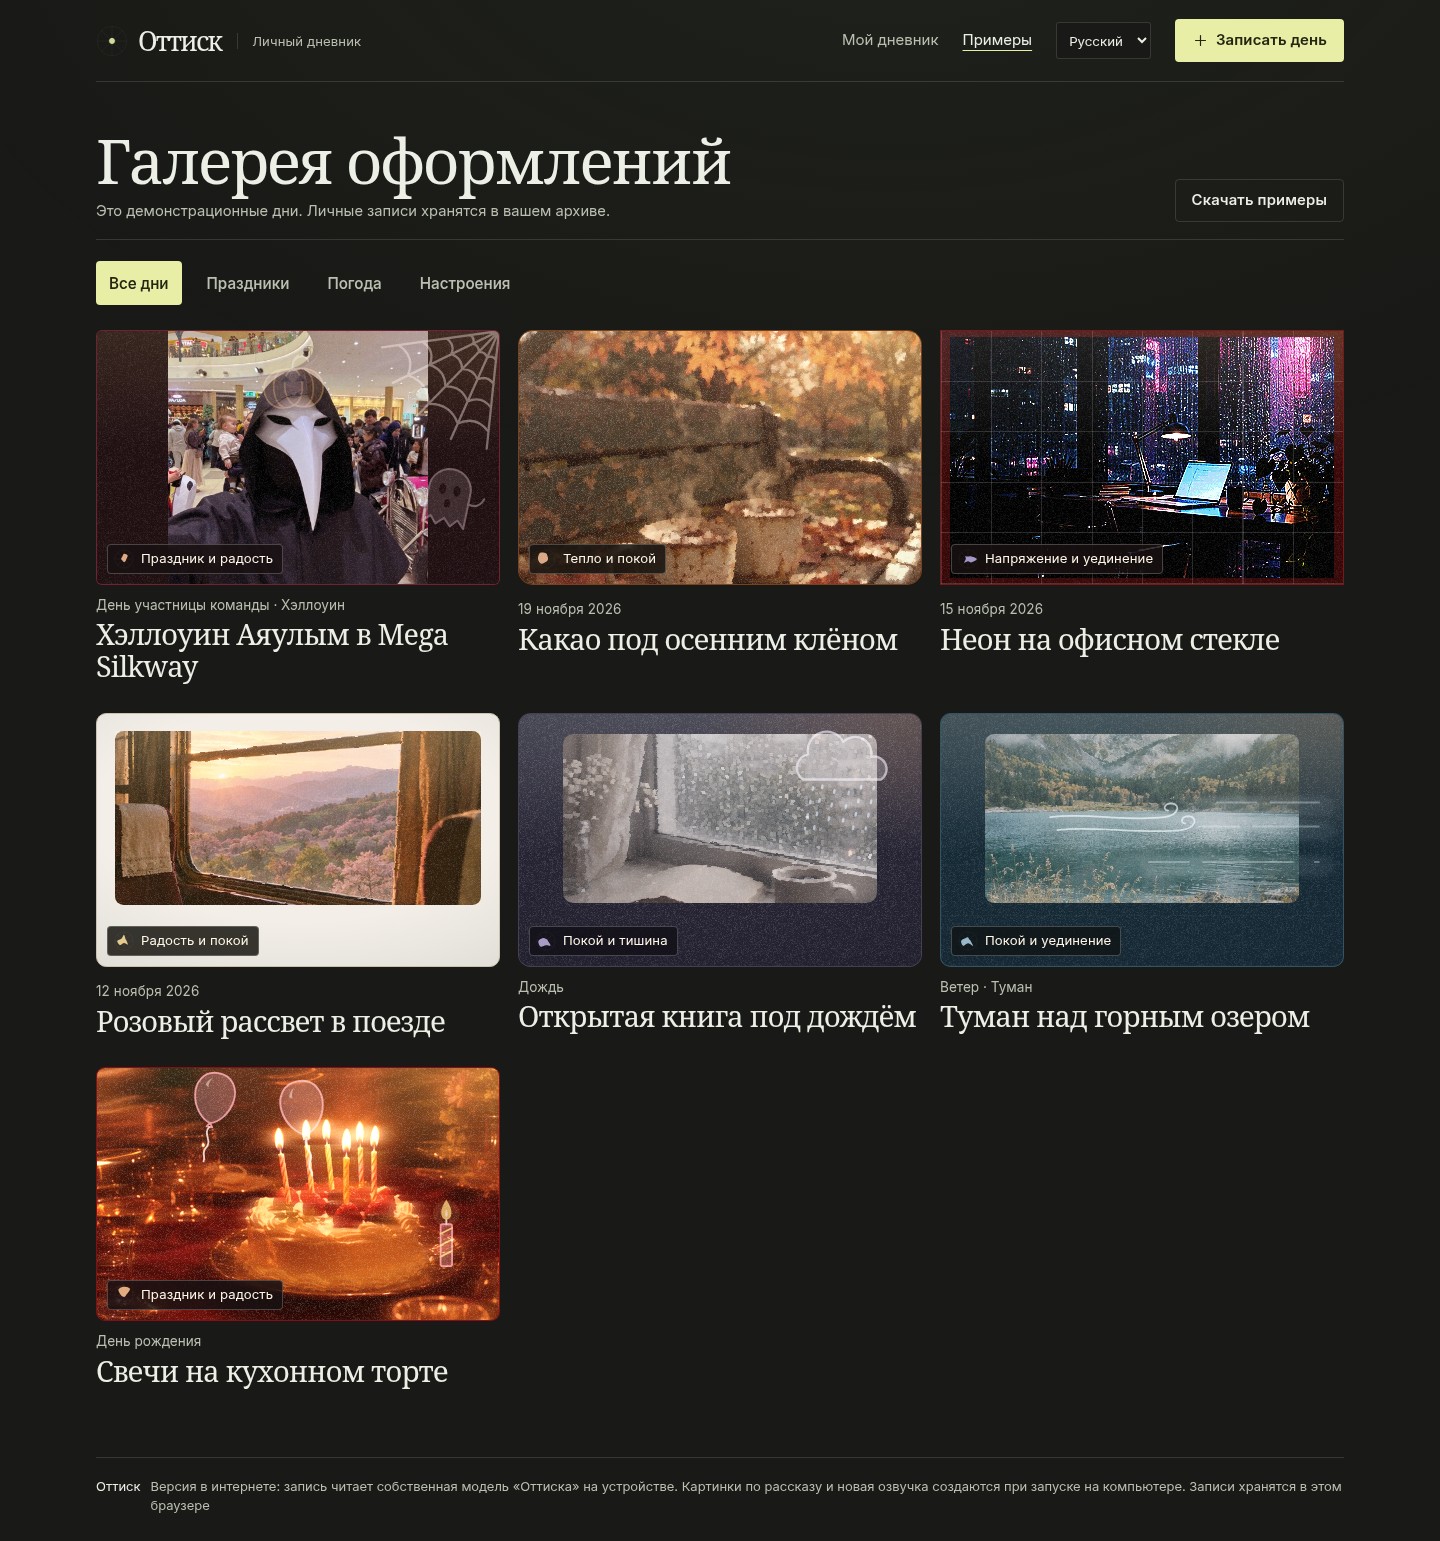 Оттиск
Личный дневник
Мой дневник
Примеры
Русский
+ Записать день
Галерея оформлений
Это демонстрационные дни. Личные записи хранятся в вашем архиве.
Скачать примеры
Все дни
Праздники
Погода
Настроения
Праздник и радость
Тепло и покой
Напряжение и уединение
День участницы команды · Хэллоуин
Хэллоуин Аяулым в Mega
Silkway
19 ноября 2026
Какао под осенним клёном
15 ноября 2026
Неон на офисном стекле
Радость и покой
Покой и тишина
Покой и уединение
12 ноября 2026
Розовый рассвет в поезде
Дождь
Открытая книга под дождём
Ветер · Туман
Туман над горным озером
Праздник и радость
День рождения
Свечи на кухонном торте
Оттиск
Версия в интернете: запись читает собственная модель «Оттиска» на устройстве. Картинки по рассказу и новая озвучка создаются при запуске на компьютере. Записи хранятся в этом
браузере